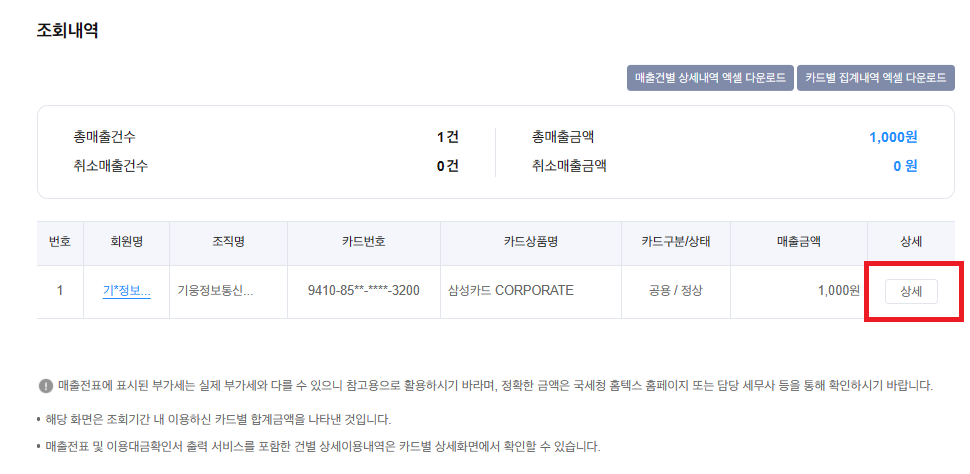 조회내역
매출건별 상세내역 엑셀 다운로드 카드별 집계내역 엑셀 다운로드
총매출건수 1 건 총매출금액 1,000원
취소매출건수 0 건 취소매출금액 0 원
번호 회원명 조직명 카드번호 카드상품명 카드구분/상태 매출금액 상세
1 기*정보... 기웅정보통신... 9410-85**-****-3200 삼성카드 CORPORATE 공용 / 정상 1,000원 상세
매출전표에 표시된 부가세는 실제 부가세와 다를 수 있으니 참고용으로 활용하시기 바라며, 정확한 금액은 국세청 홈텍스 홈페이지 또는 담당 세무사 등을 통해 확인하시기 바랍니다.
• 해당 화면은 조회기간 내 이용하신 카드별 합계금액을 나타낸 것입니다.
• 매출전표 및 이용대금확인서 출력 서비스를 포함한 건별 상세이용내역은 카드별 상세화면에서 확인할 수 있습니다.